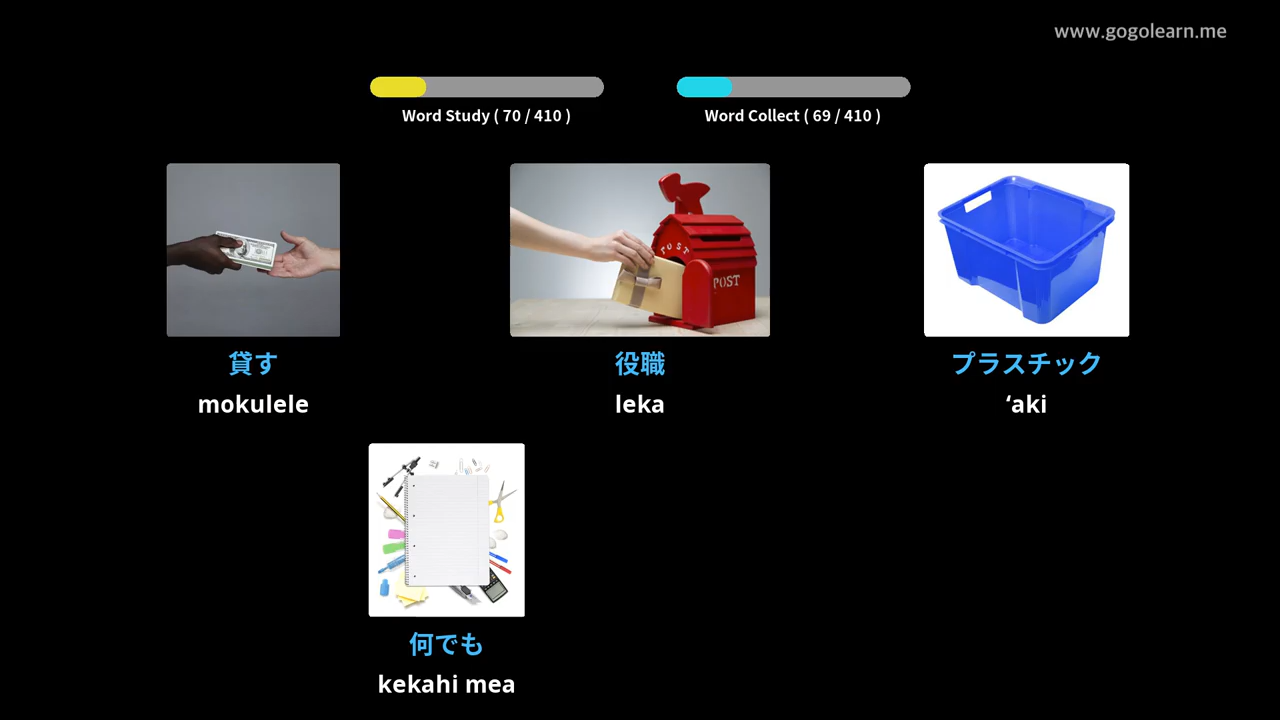 www.gogolearn.me
Word Study ( 70 / 410 )
Word Collect ( 69 / 410 )
POST
POST
貸す
役職
プラスチック
mokulele
leka
ʻaki
何でも
kekahi mea